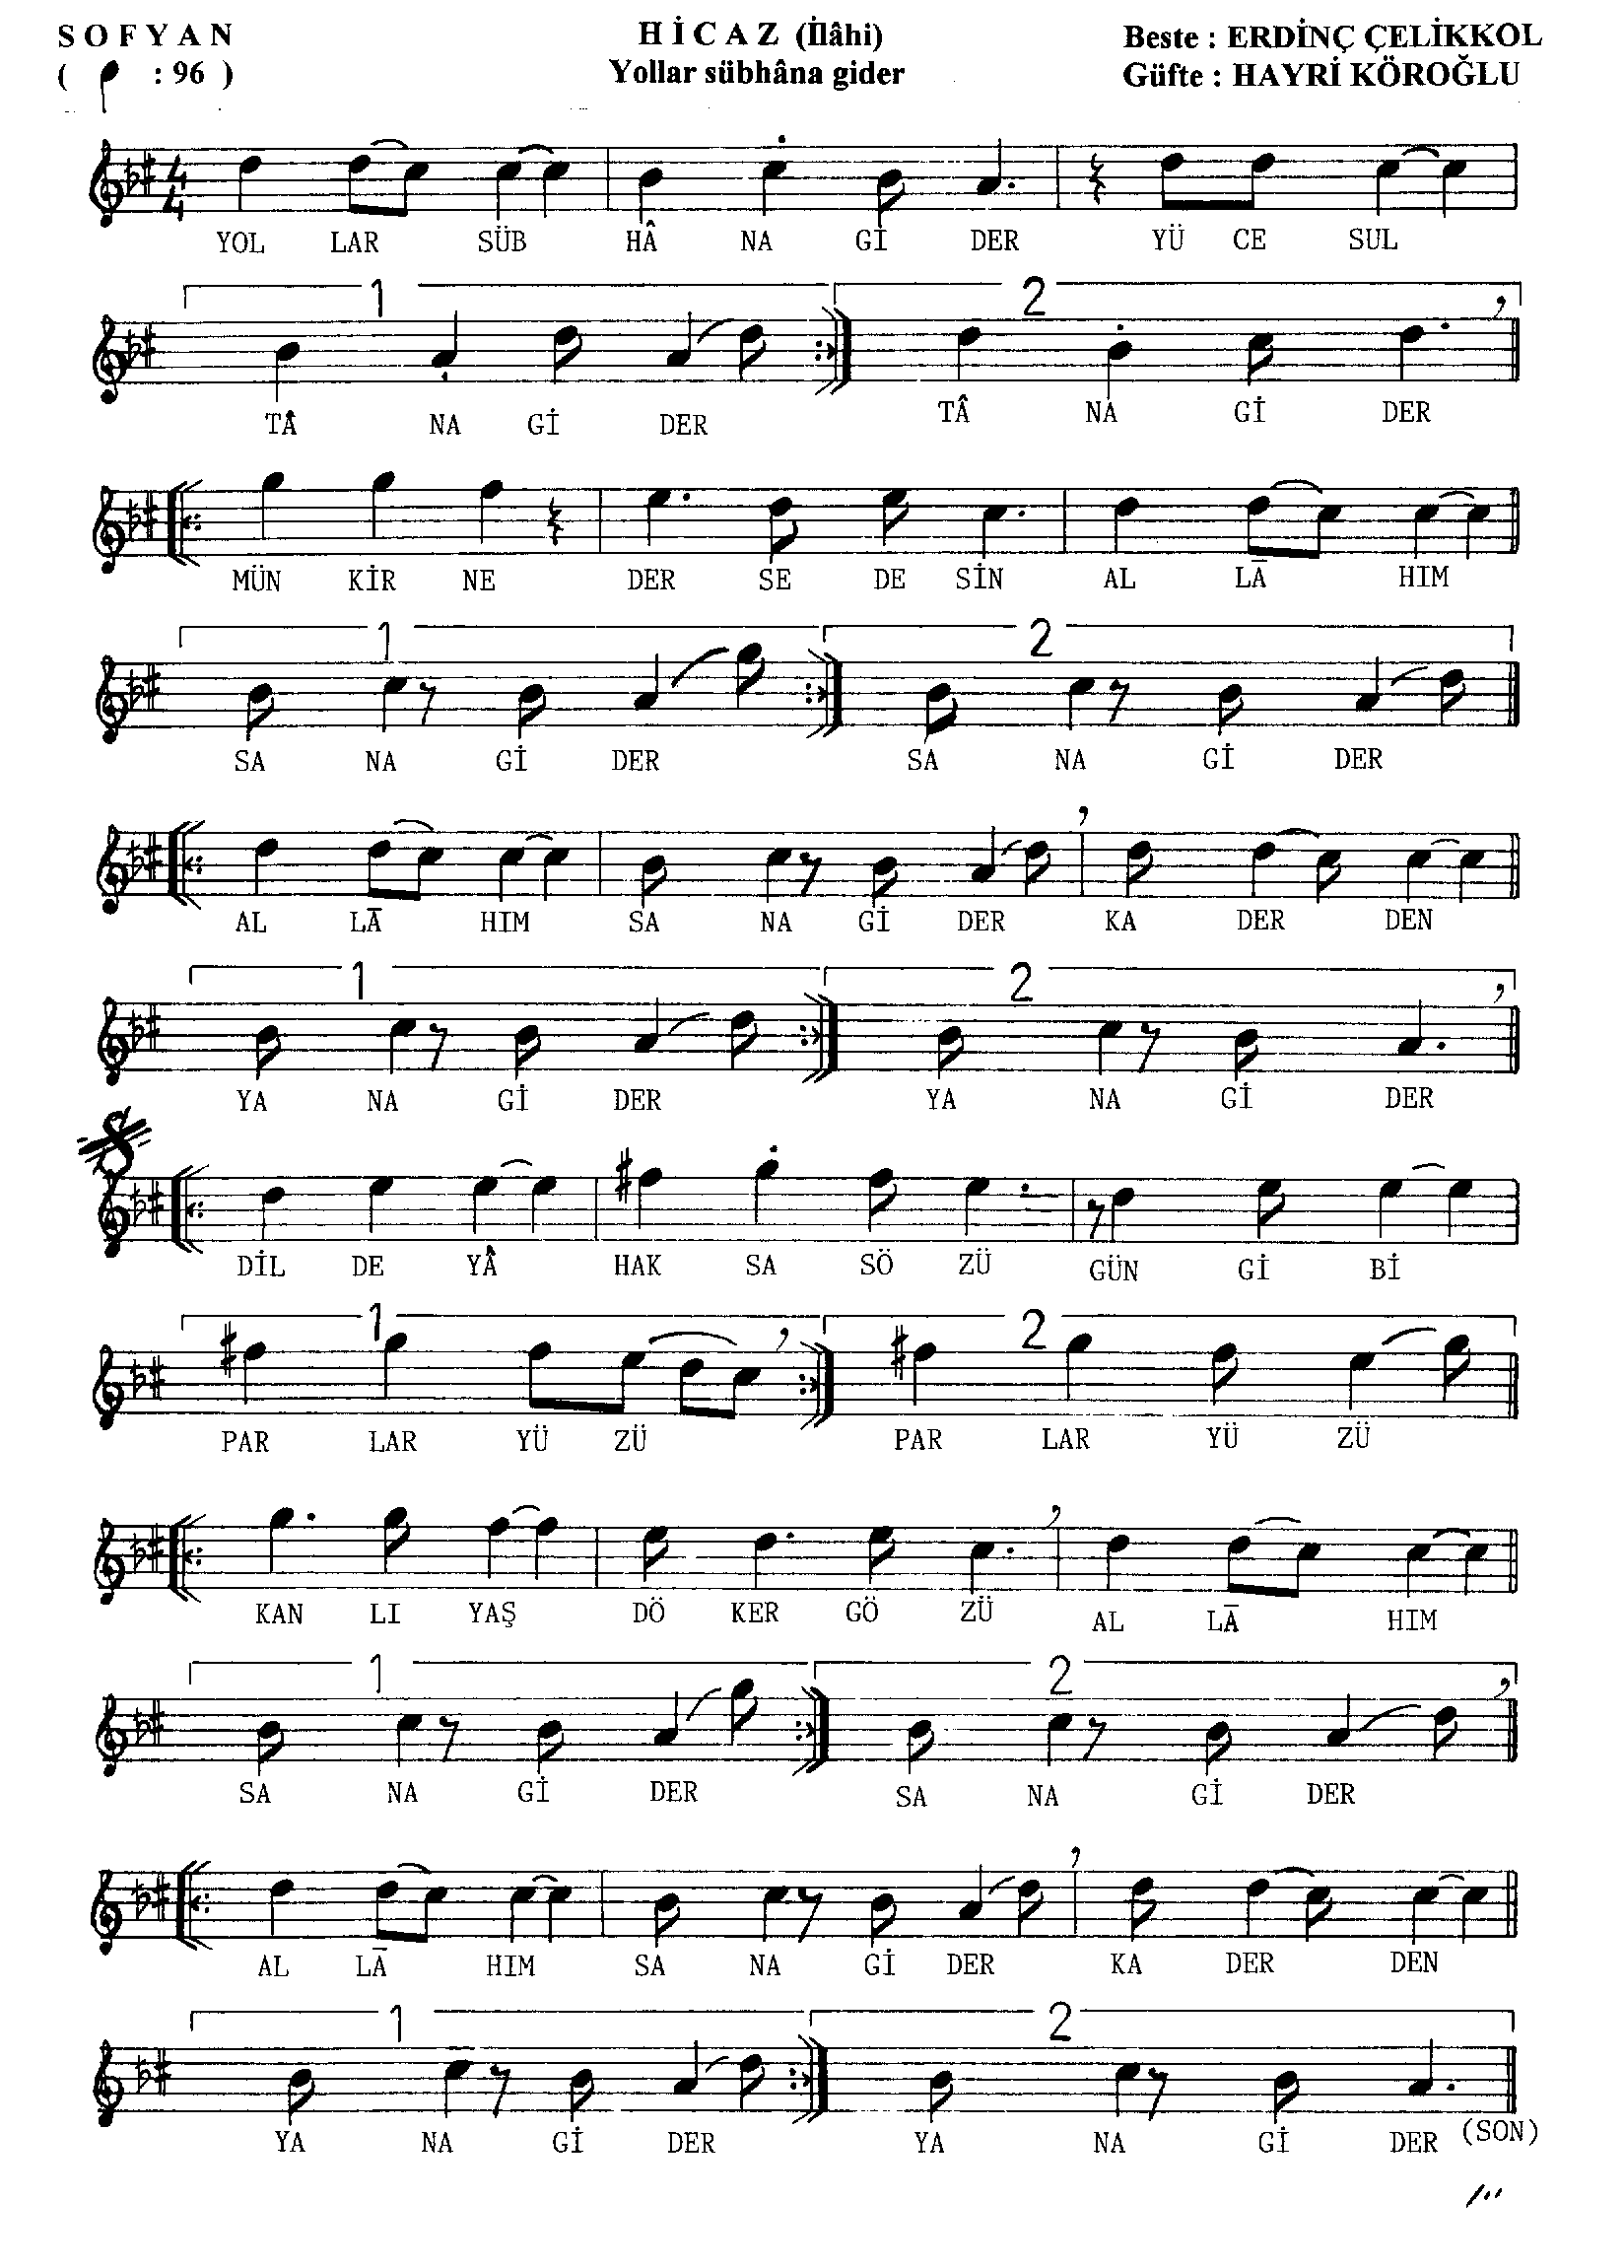 SOFYAN
HİCAZ (İlâhi)
Beste : ERDİNÇ ÇELİKKOL
( : 96 )
Yollar sübhâna gider
Güfte : HAYRİ KÖROĞLU
4
4
YOL LAR SÜB HÂ NA Gİ DER YÜ CE SUL
1 2
TÂ NA Gİ DER TÂ NA Gİ DER
MÜN KİR NE DER SE DE SİN AL LĀ HIM
1 2
SA NA Gİ DER SA NA Gİ DER
AL LĀ HIM SA NA Gİ DER KA DER DEN
1 2
YA NA Gİ DER YA NA Gİ DER
DİL DE YÂ HAK SA SÖ ZÜ GÜN Gİ Bİ
1 2
PAR LAR YÜ ZÜ PAR LAR YÜ ZÜ
KAN LI YAŞ DÖ KER GÖ ZÜ AL LĀ HIM
1 2
SA NA Gİ DER SA NA Gİ DER
AL LĀ HIM SA NA Gİ DER KA DER DEN
1 2
YA NA Gİ DER YA NA Gİ DER (SON)